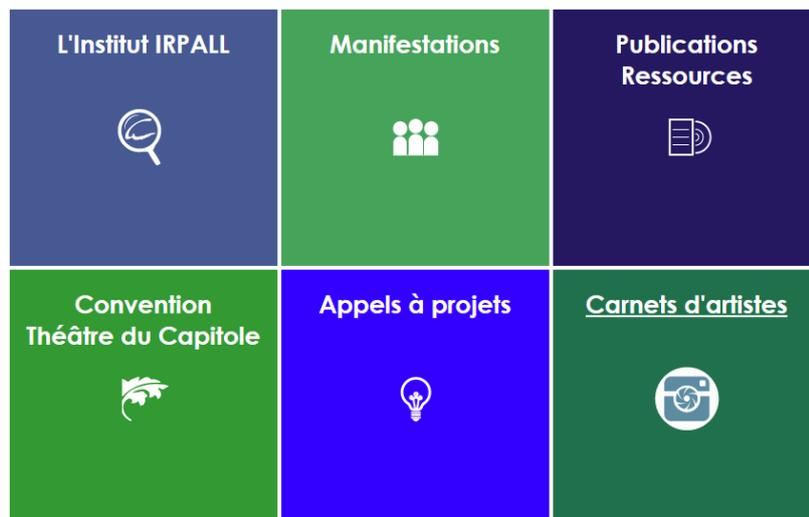 L'Institut IRPALL
Manifestations
Publications
Ressources
Convention
Théâtre du Capitole
Appels à projets
Carnets d'artistes